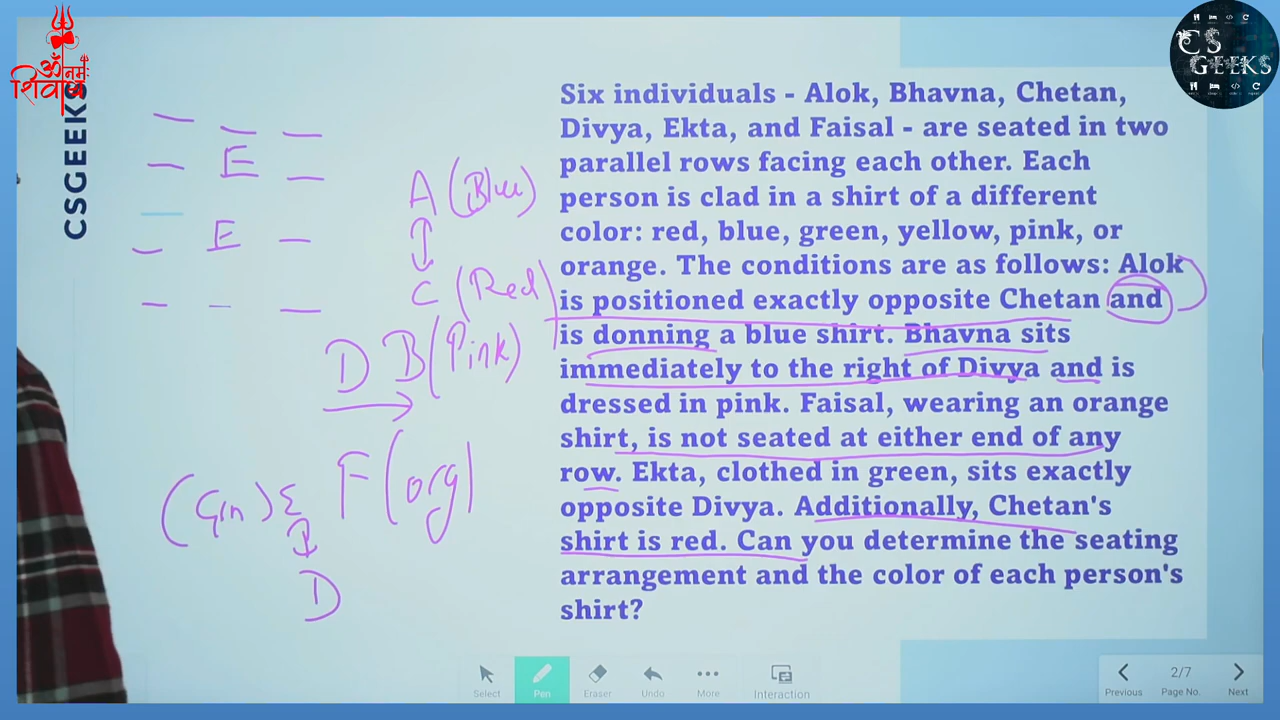 ॐ नमः
शिवाय
CSGEEKS
CS
GEEKS
Six individuals - Alok, Bhavna, Chetan,
Divya, Ekta, and Faisal - are seated in two
parallel rows facing each other. Each
person is clad in a shirt of a different
color: red, blue, green, yellow, pink, or
orange. The conditions are as follows: Alok
is positioned exactly opposite Chetan and
is donning a blue shirt. Bhavna sits
immediately to the right of Divya and is
dressed in pink. Faisal, wearing an orange
shirt, is not seated at either end of any
row. Ekta, clothed in green, sits exactly
opposite Divya. Additionally, Chetan's
shirt is red. Can you determine the seating
arrangement and the color of each person's
shirt?
E
E
A (Blue)
C (Red)
D B (Pink)
F (org)
(Grn) E
D
Select
Pen
Eraser
Undo
More
Interaction
Previous
2/7
Page No.
Next